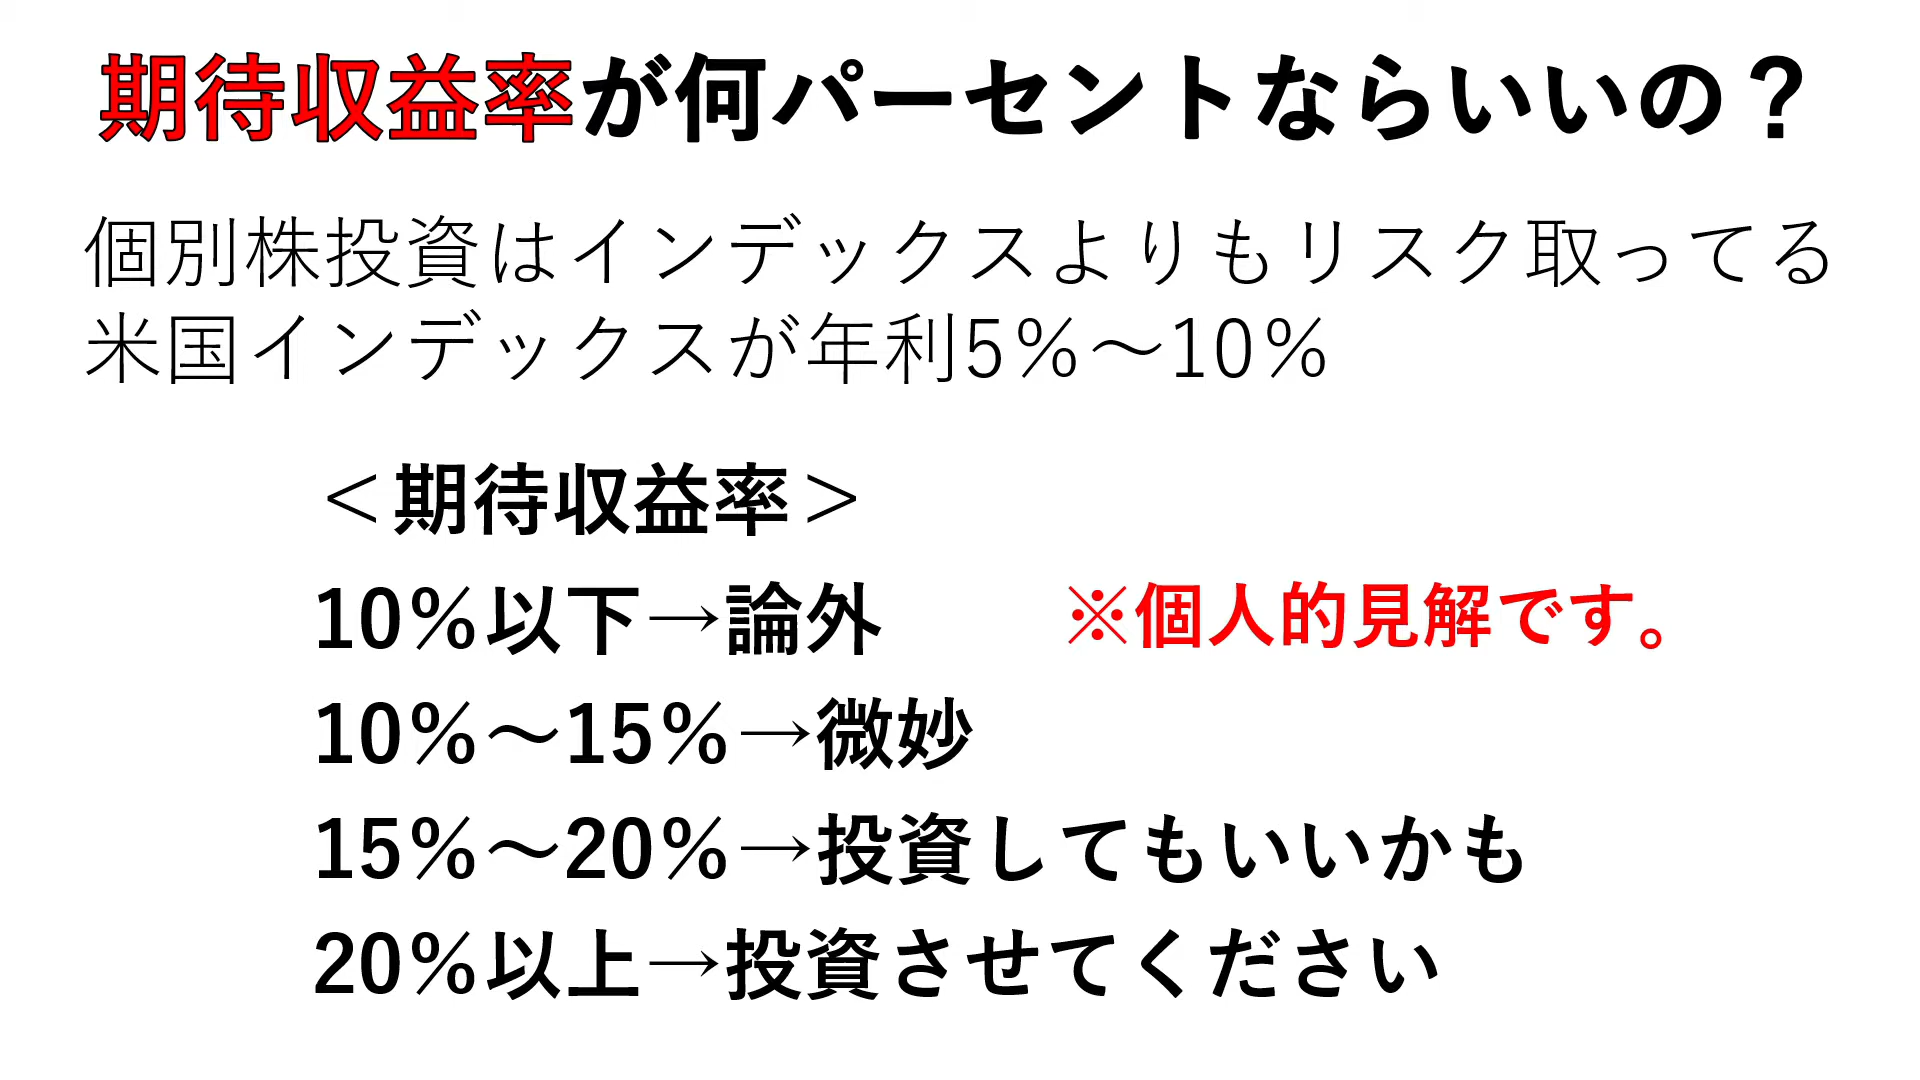 期待収益率が何パーセントならいいの？
個別株投資はインデックスよりもリスク取ってる
米国インデックスが年利5％～10％
＜期待収益率＞
10％以下→論外
※個人的見解です。
10％～15％→微妙
15％～20％→投資してもいいかも
20％以上→投資させてください